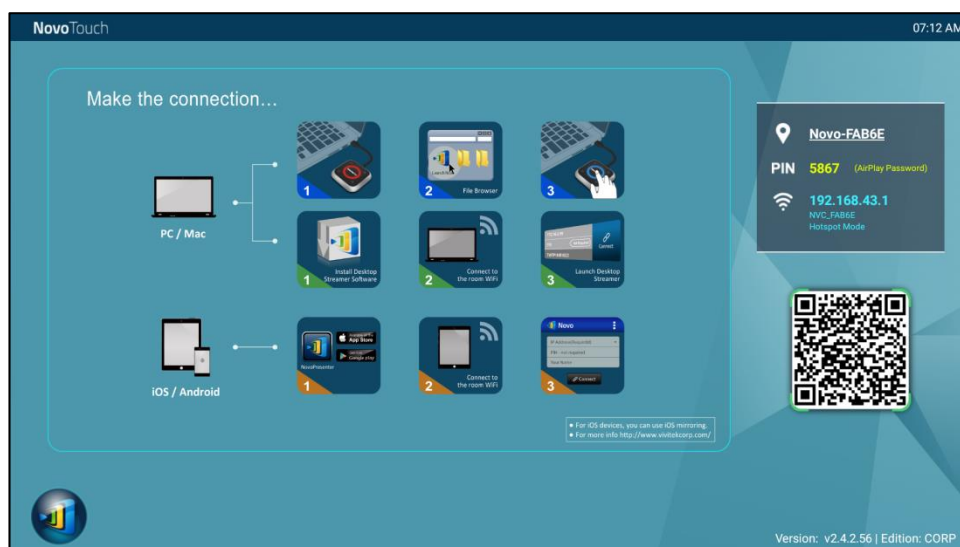 NovoTouch
07:12 AM
Make the connection...
PC / Mac
1
2
File Browser
3
1
Install Desktop
Streamer Software
2
Connect to
the room WiFi
3
Connect
Launch Desktop
Streamer
iOS / Android
NovoPresenter
App Store
Google play
1
2
Connect to
the room WiFi
Novo
Your Name
Connect
3
• For iOS devices, you can use iOS mirroring.
• For more info http://www.vivitekcorp.com/
Novo-FAB6E
PIN 5867 (AirPlay Password)
192.168.43.1
NVC_FAB6E
Hotspot Mode
Version: v2.4.2.56 | Edition: CORP